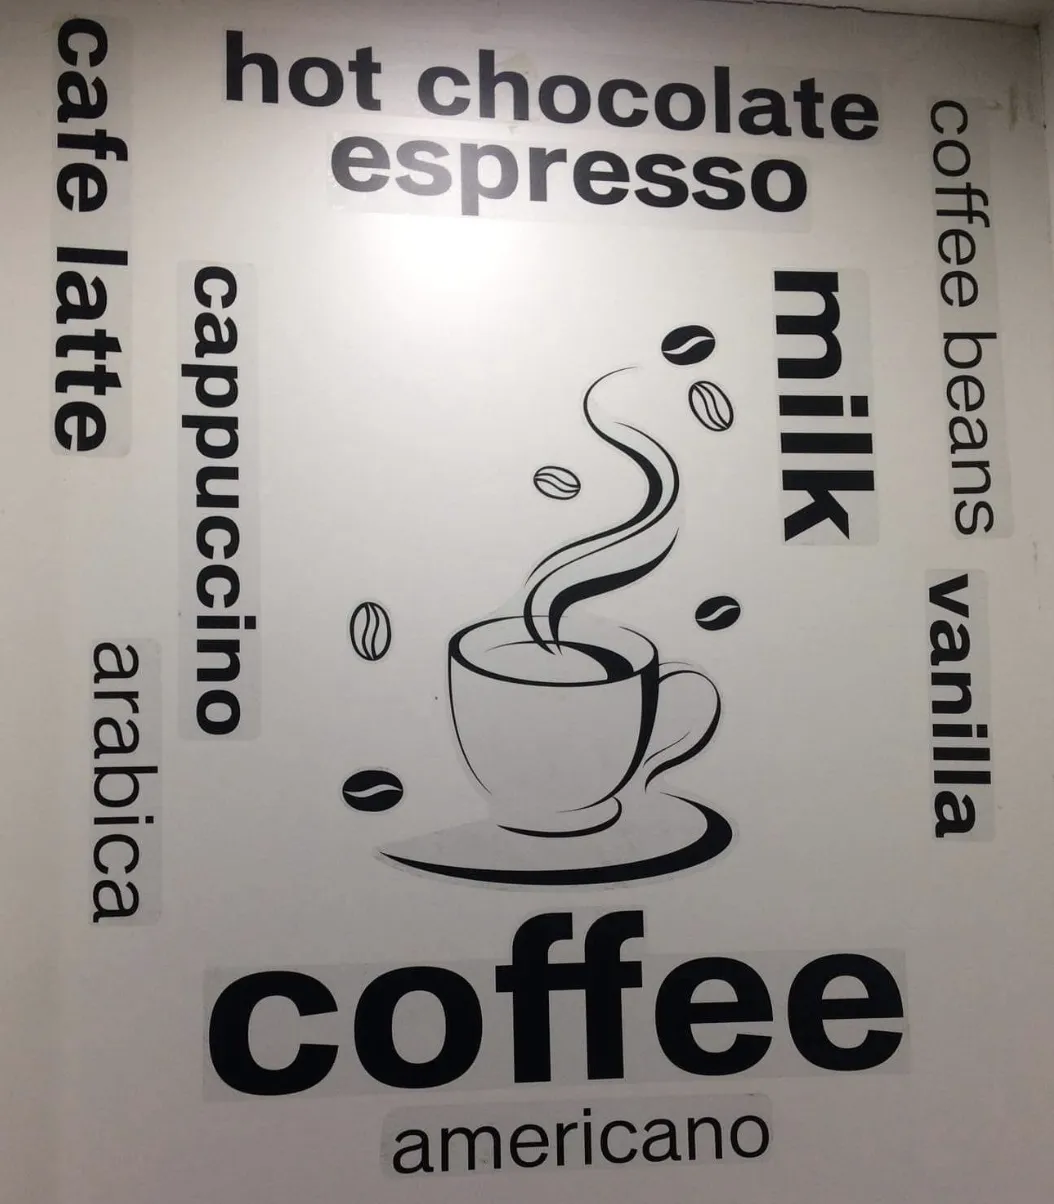 hot chocolate
espresso
cafe latte
cappuccino
arabica
milk
coffee beans
vanilla
coffee
americano